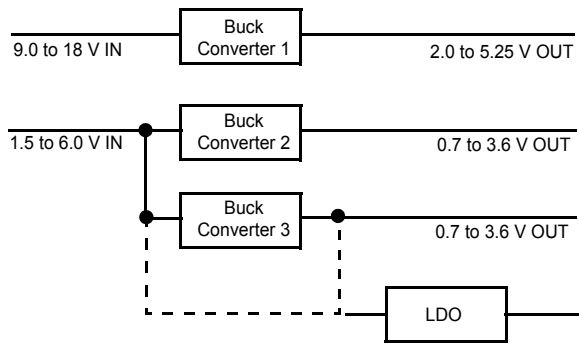 Buck
Converter 1
9.0 to 18 V IN
2.0 to 5.25 V OUT
Buck
Converter 2
1.5 to 6.0 V IN
0.7 to 3.6 V OUT
Buck
Converter 3
0.7 to 3.6 V OUT
LDO